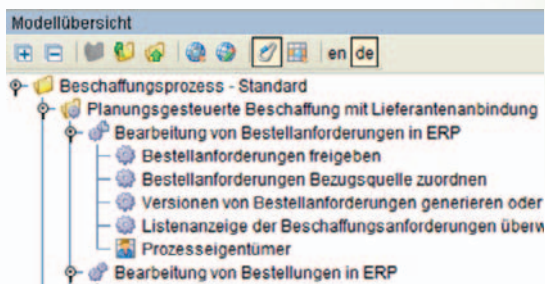 Modellübersicht
en de
Beschaffungsprozess - Standard
Planungsgesteuerte Beschaffung mit Lieferantenanbindung
Bearbeitung von Bestellanforderungen in ERP
Bestellanforderungen freigeben
Bestellanforderungen Bezugsquelle zuordnen
Versionen von Bestellanforderungen generieren oder
Listenanzeige der Beschaffungsanforderungen überw
Prozesseigentümer
Bearbeitung von Bestellungen in ERP